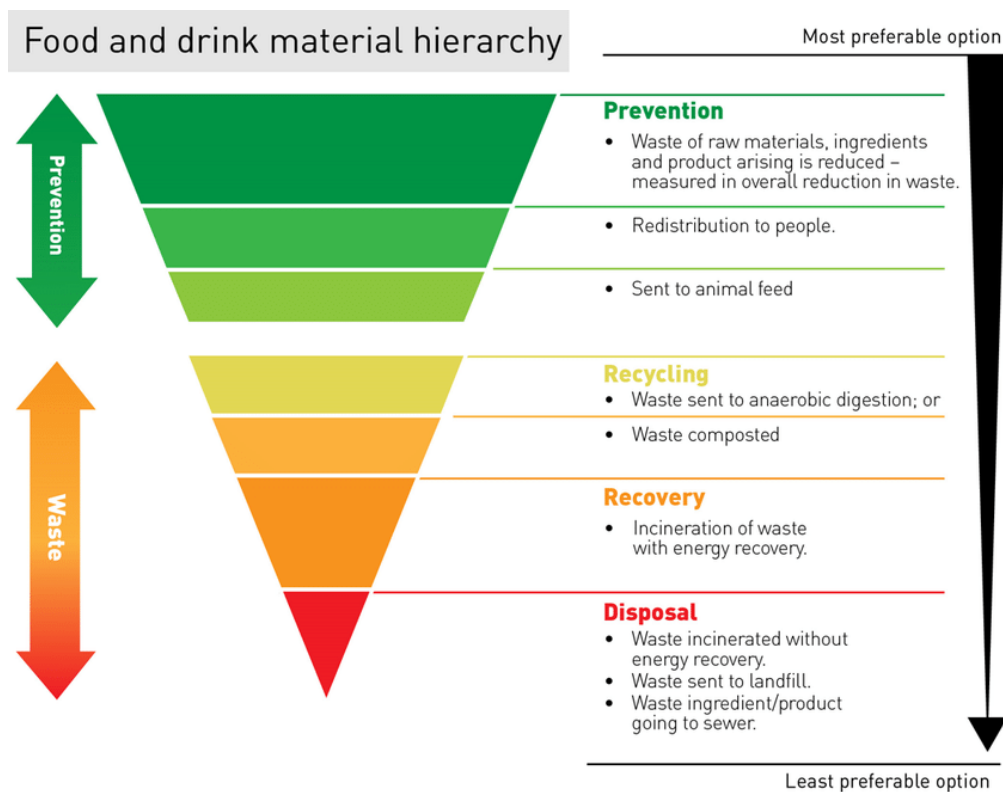 Food and drink material hierarchy
Most preferable option
Prevention
Prevention
• Waste of raw materials, ingredients
and product arising is reduced –
measured in overall reduction in waste.
• Redistribution to people.
• Sent to animal feed
Waste
Recycling
• Waste sent to anaerobic digestion; or
• Waste composted
Recovery
• Incineration of waste
with energy recovery.
Disposal
• Waste incinerated without
energy recovery.
• Waste sent to landfill.
• Waste ingredient/product
going to sewer.
Least preferable option